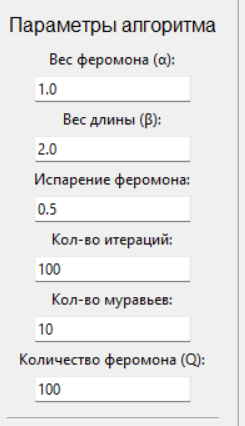 Параметры алгоритма
Вес феромона (α):
1.0
Вес длины (β):
2.0
Испарение феромона:
0.5
Кол-во итераций:
100
Кол-во муравьев:
10
Количество феромона (Q):
100